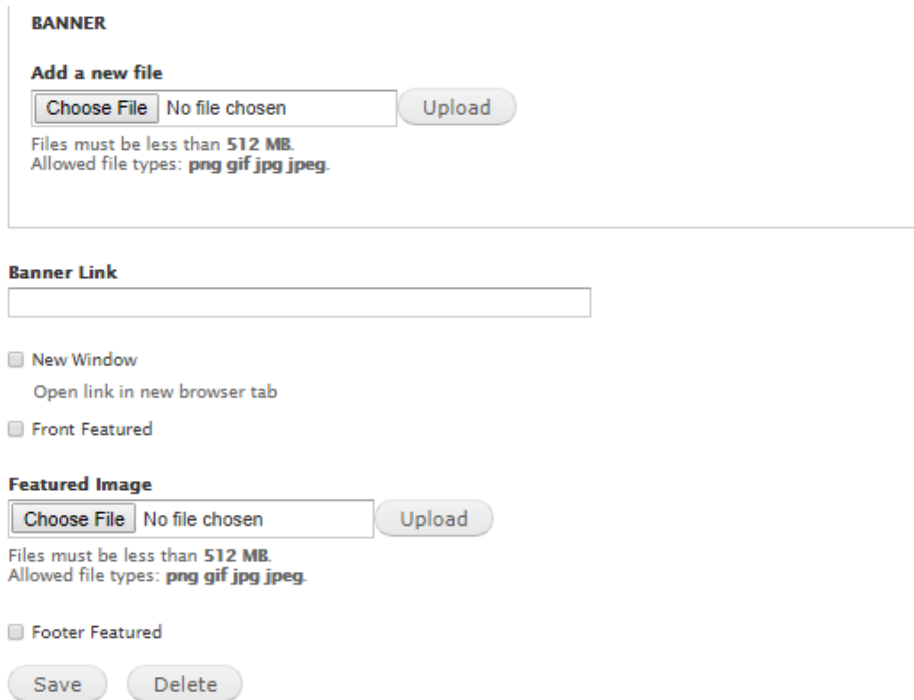 BANNER
Add a new file
Choose File No file chosen Upload
Files must be less than 512 MB.
Allowed file types: png gif jpg jpeg.
Banner Link
New Window
Open link in new browser tab
Front Featured
Featured Image
Choose File No file chosen Upload
Files must be less than 512 MB.
Allowed file types: png gif jpg jpeg.
Footer Featured
Save Delete